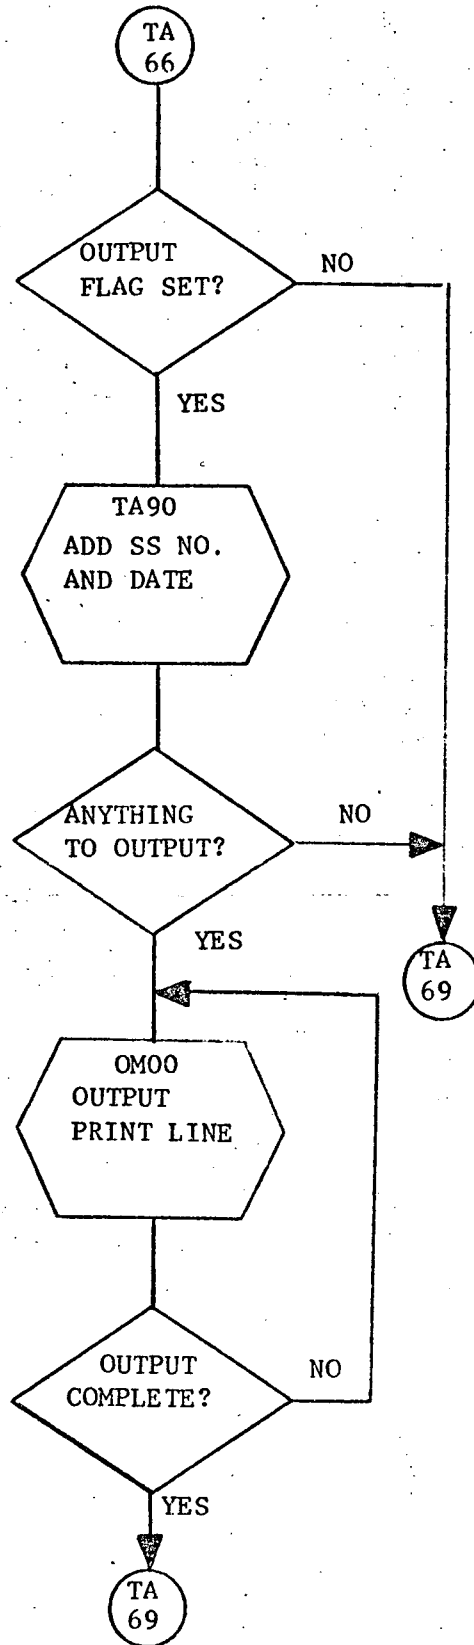 TA
66
OUTPUT
FLAG SET?
NO
YES
TA90
ADD SS NO.
AND DATE
ANYTHING
TO OUTPUT?
NO
YES
TA
69
OM00
OUTPUT
PRINT LINE
OUTPUT
COMPLETE?
NO
YES
TA
69